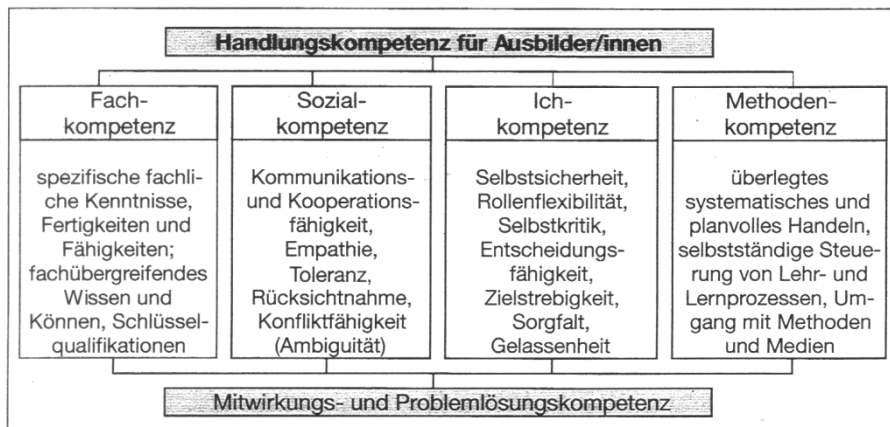 Handlungskompetenz für Ausbilder/innen
Fach-
kompetenz
spezifische fachli-
che Kenntnisse,
Fertigkeiten und
Fähigkeiten;
fachübergreifendes
Wissen und
Können, Schlüssel-
qualifikationen
Sozial-
kompetenz
Kommunikations-
und Kooperations-
fähigkeit,
Empathie,
Toleranz,
Rücksichtnahme,
Konfliktfähigkeit
(Ambiguität)
Ich-
kompetenz
Selbstsicherheit,
Rollenflexibilität,
Selbstkritik,
Entscheidungs-
fähigkeit,
Zielstrebigkeit,
Sorgfalt,
Gelassenheit
Methoden-
kompetenz
überlegtes
systematisches und
planvolles Handeln,
selbstständige Steue-
rung von Lehr- und
Lernprozessen, Um-
gang mit Methoden
und Medien
Mitwirkungs- und Problemlösungskompetenz